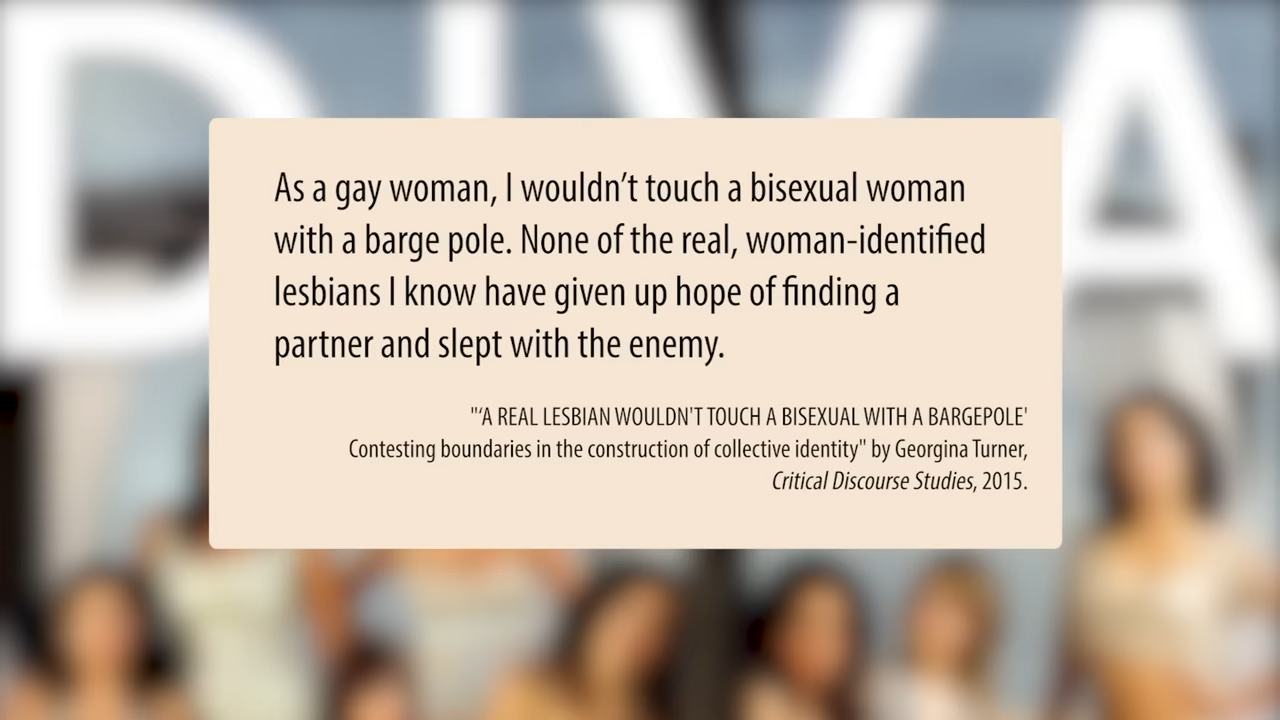 DIVA
As a gay woman, I wouldn’t touch a bisexual woman
with a barge pole. None of the real, woman-identified
lesbians I know have given up hope of finding a
partner and slept with the enemy.
"‘A REAL LESBIAN WOULDN'T TOUCH A BISEXUAL WITH A BARGEPOLE'
Contesting boundaries in the construction of collective identity" by Georgina Turner,
Critical Discourse Studies, 2015.